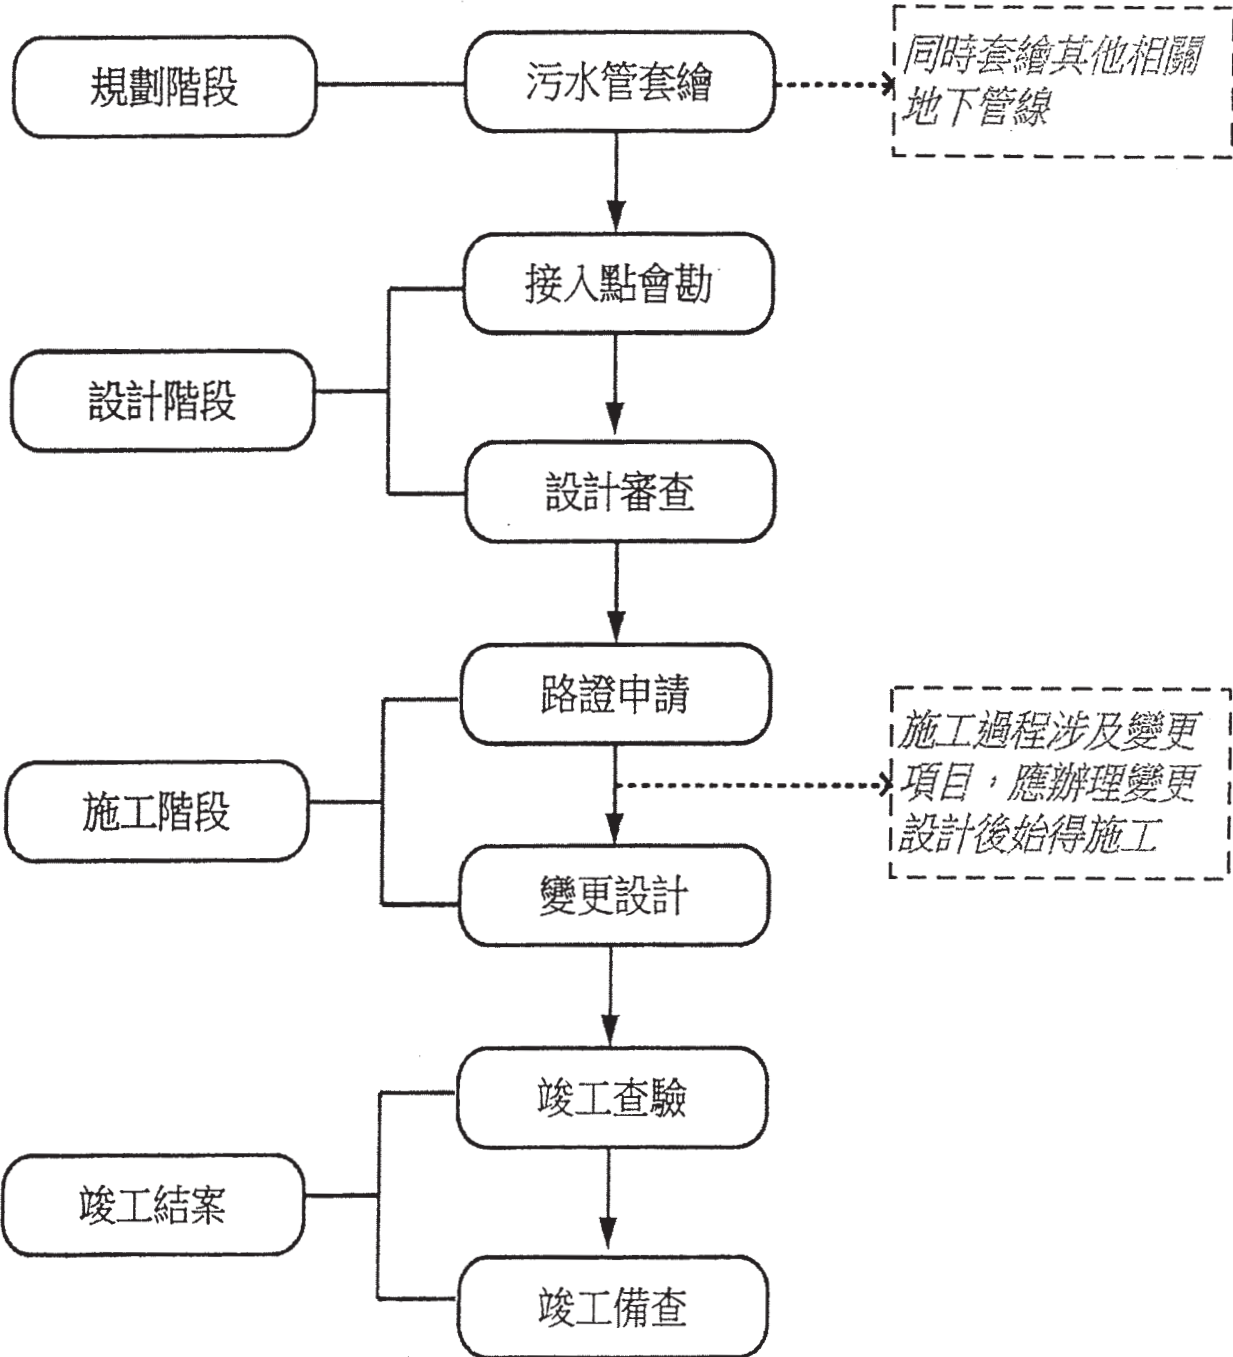 規劃階段
污水管套繪
同時套繪其他相關
地下管線
接入點會勘
設計階段
設計審查
路證申請
施工過程涉及變更
項目，應辦理變更
設計後始得施工
施工階段
變更設計
竣工查驗
竣工結案
竣工備查